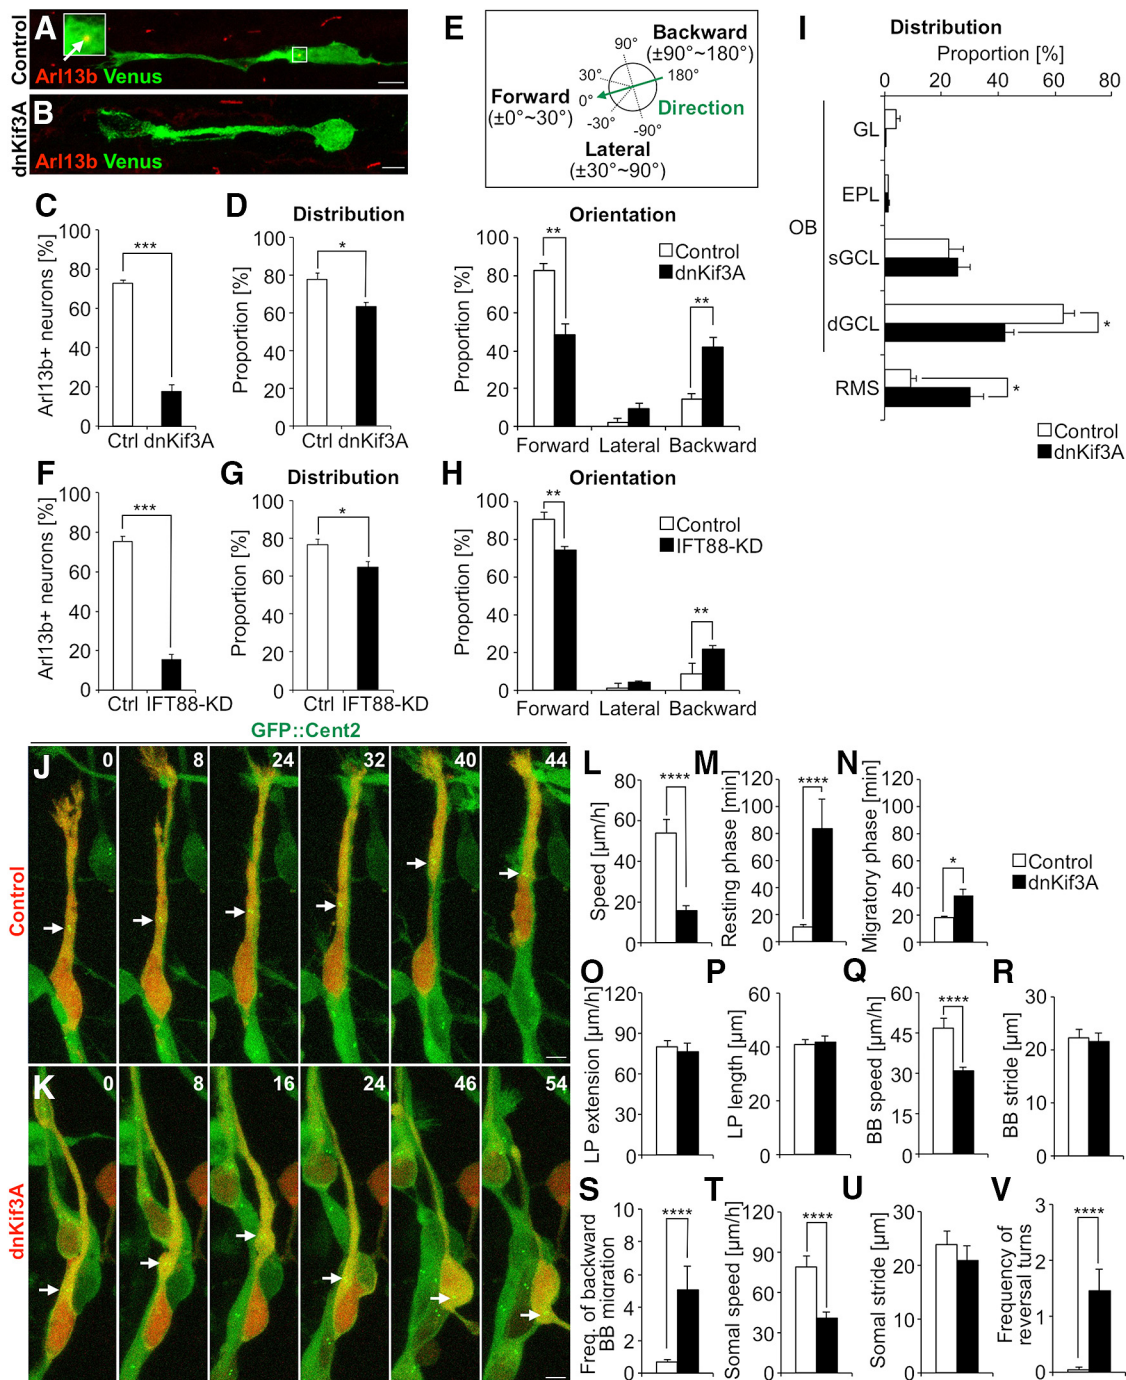 A
Control
Arl13b Venus
B
dnKif3A
Arl13b Venus
C
Arl13b+ neurons [%]
100
80
60
40
20
0
***
Ctrl dnKif3A
D
Distribution
Proportion [%]
100
80
60
40
20
0
*
Ctrl dnKif3A
E
Backward
(±90°~180°)
90°
30°
180°
0°
Direction
Forward
(±0°~30°)
-30°
-90°
Lateral
(±30°~90°)
Orientation
Proportion [%]
100
80
60
40
20
0
**
**
Control
dnKif3A
Forward Lateral Backward
F
Arl13b+ neurons [%]
100
80
60
40
20
0
***
Ctrl IFT88-KD
G
Distribution
Proportion [%]
100
80
60
40
20
0
*
Ctrl IFT88-KD
H
Orientation
Proportion [%]
100
80
60
40
20
0
**
**
Control
IFT88-KD
Forward Lateral Backward
I
Distribution
Proportion [%]
0 20 40 60 80
OB
GL
EPL
sGCL
dGCL
*
RMS
*
Control
dnKif3A
GFP::Cent2
J
Control
0 8 24 32 40 44
K
dnKif3A
0 8 16 24 46 54
L
Speed [µm/h]
80
60
40
20
0
****
M
Resting phase [min]
120
100
80
60
40
20
0
****
N
Migratory phase [min]
120
100
80
60
40
20
0
*
Control
dnKif3A
O
LP extension [µm/h]
120
90
60
30
0
P
LP length [µm]
60
40
20
0
Q
BB speed [µm/h]
60
45
30
15
0
****
R
BB stride [µm]
30
20
10
0
S
Freq. of backward
BB migration
10
8
6
4
2
0
****
T
Somal speed [µm/h]
120
90
60
30
0
****
U
Somal stride [µm]
30
20
10
0
V
Frequency of
reversal turns
3
2
1
0
****